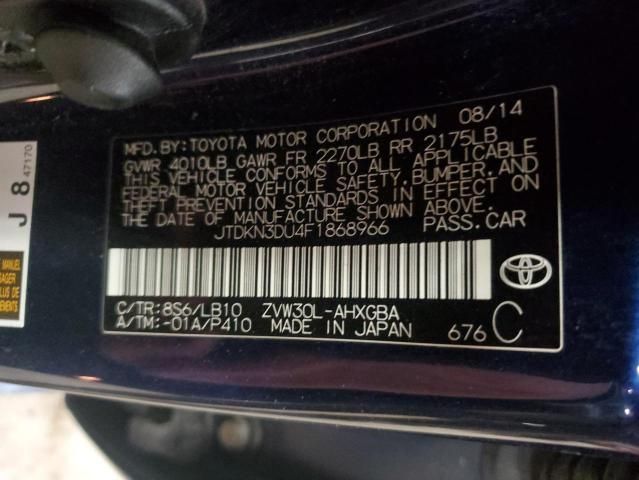 08/14
MFD. BY: TOYOTA MOTOR CORPORATION
GVWR 4010LB GAWR FR 2270LB RR 2175LB
THIS VEHICLE CONFORMS TO ALL APPLICABLE
FEDERAL MOTOR VEHICLE SAFETY, BUMPER, AND
THEFT PREVENTION STANDARDS IN EFFECT ON
THE DATE OF MANUFACTURE SHOWN ABOVE.
JTDKN3DU4F1868966 PASS. CAR
C/TR: 8S6/LB10 ZVW30L-AHXGBA
A/TM: -01A/P410 MADE IN JAPAN 676 C
J 8 47170
MANUEL